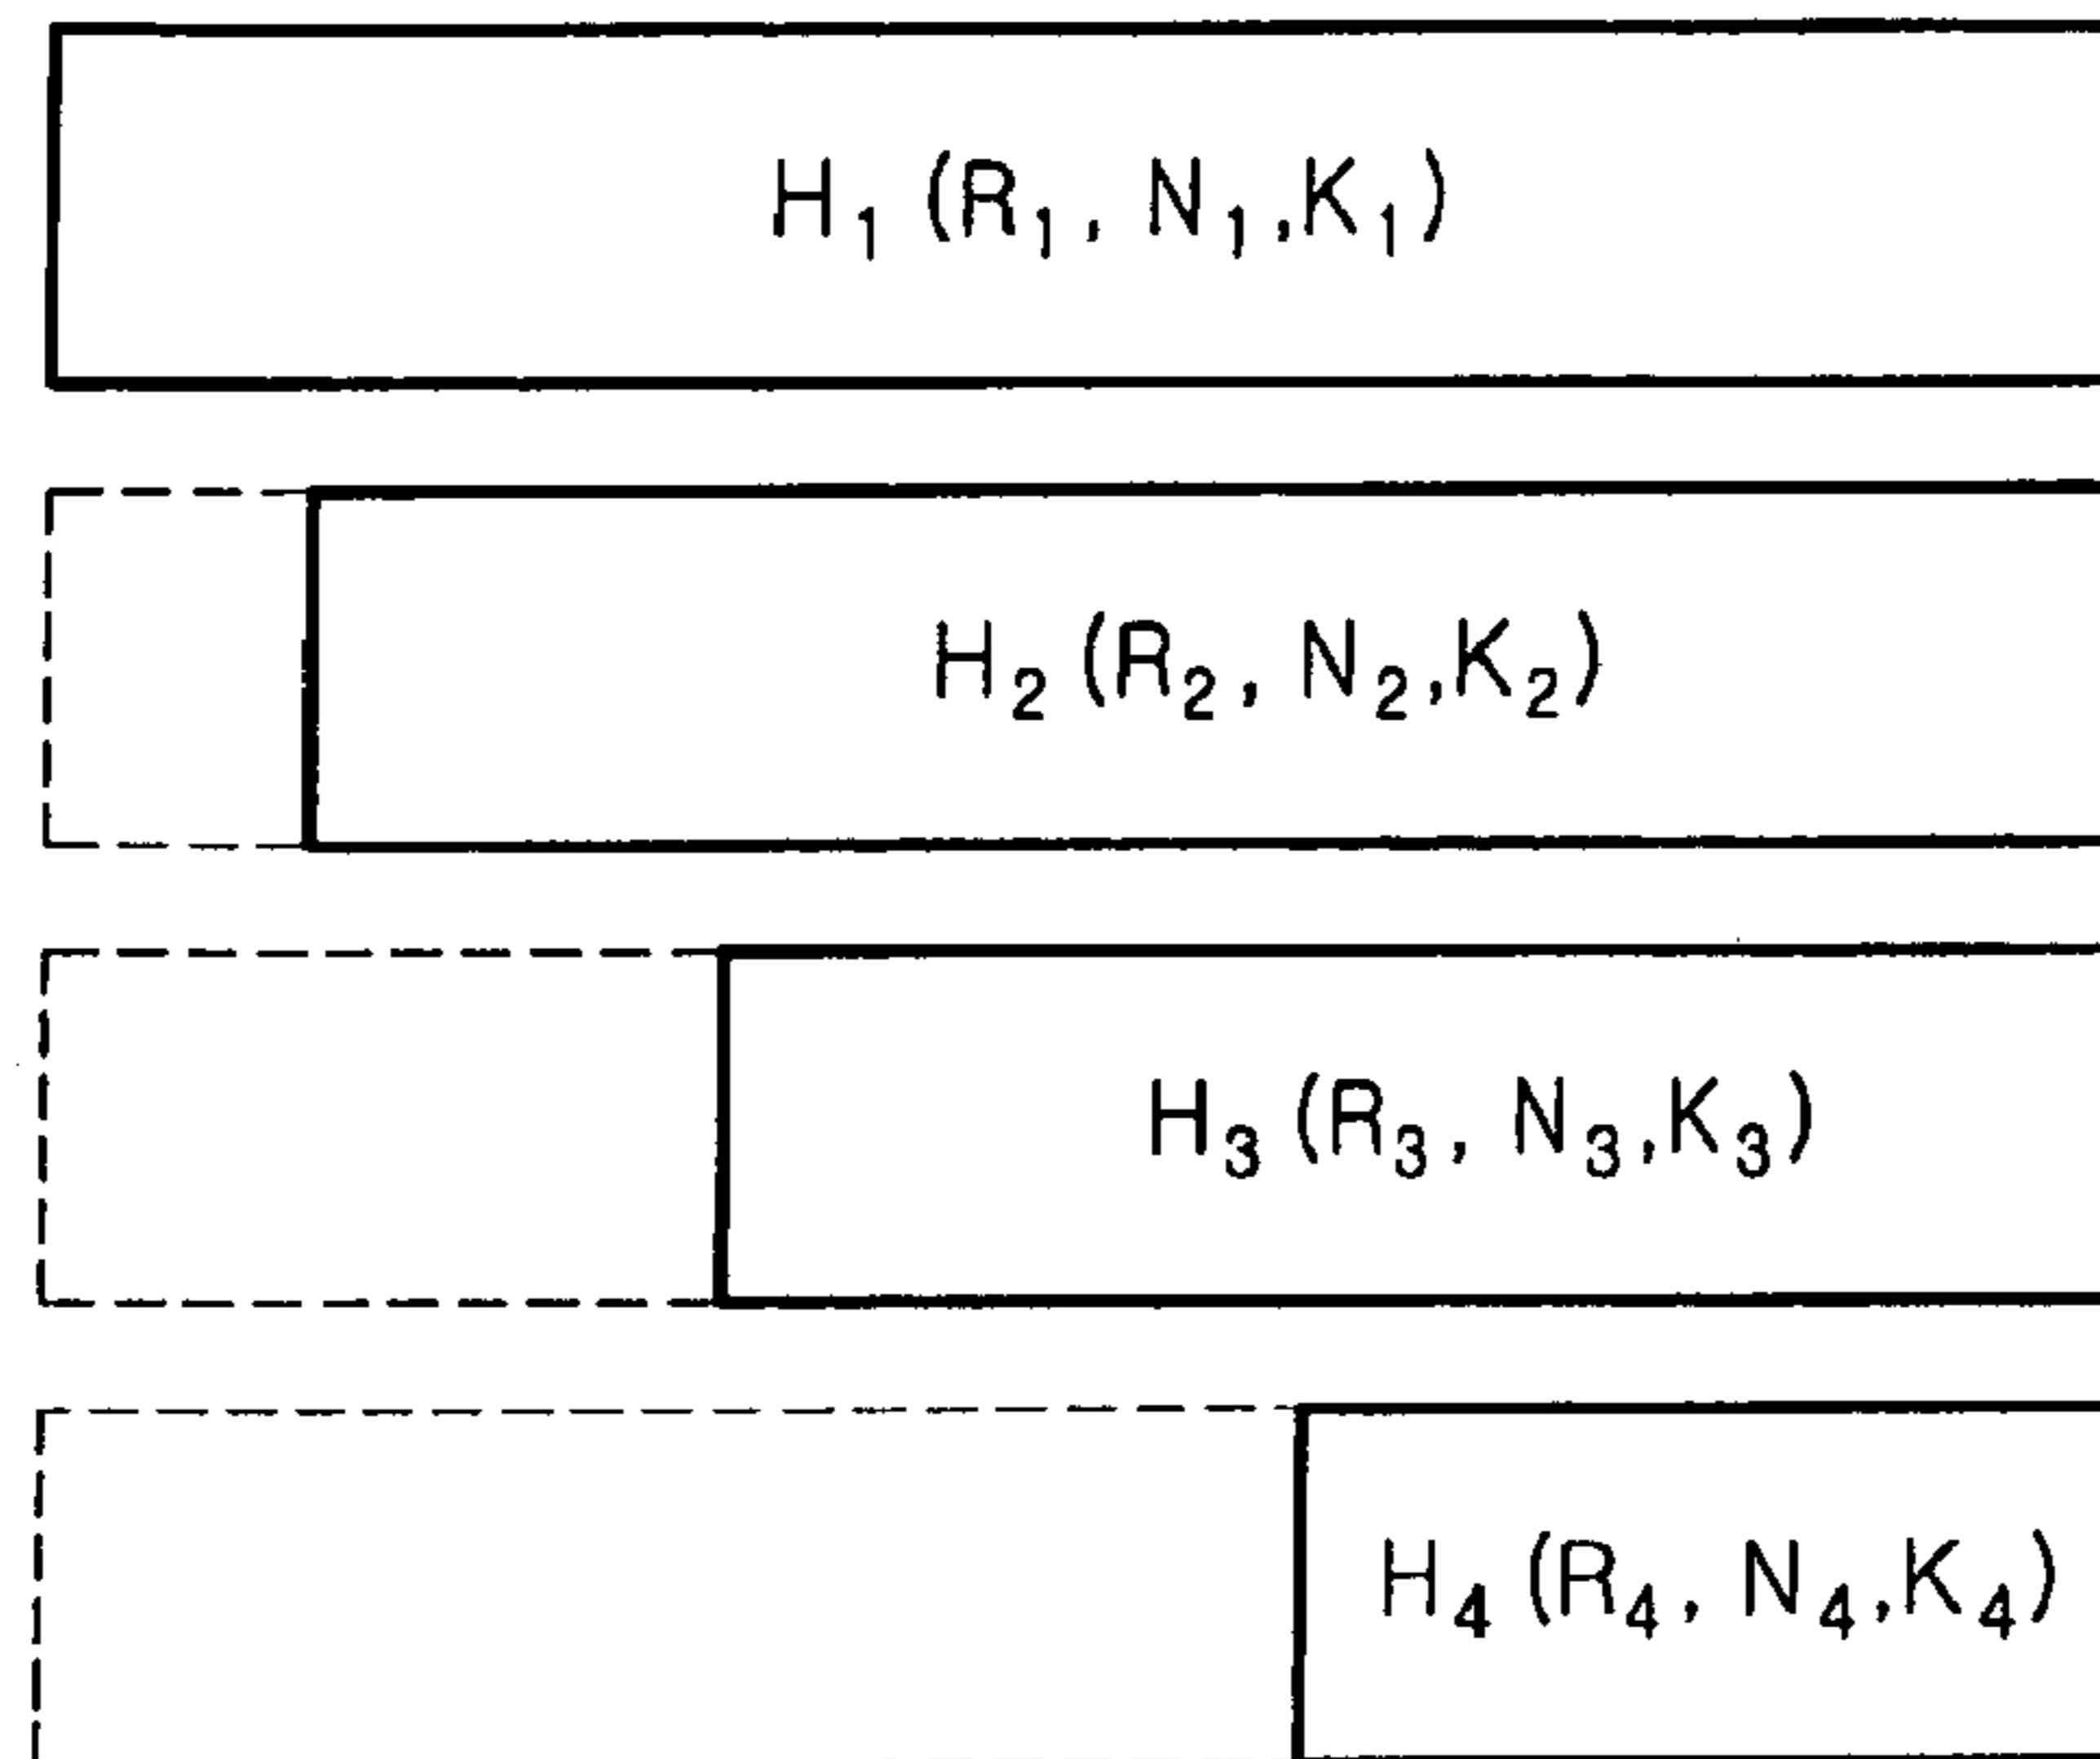 H₁ (R₁, N₁,K₁)
H₂ (R₂, N₂,K₂)
H₃ (R₃, N₃,K₃)
H₄ (R₄, N₄,K₄)